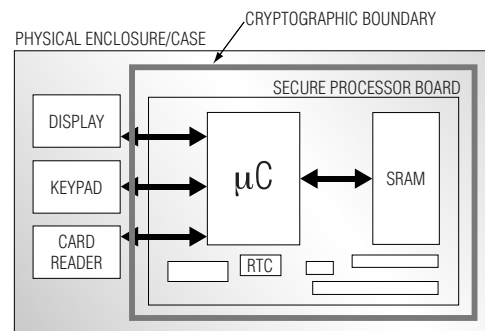 CRYPTOGRAPHIC BOUNDARY
PHYSICAL ENCLOSURE/CASE
SECURE PROCESSOR BOARD
DISPLAY
KEYPAD
CARD
READER
μC
SRAM
RTC